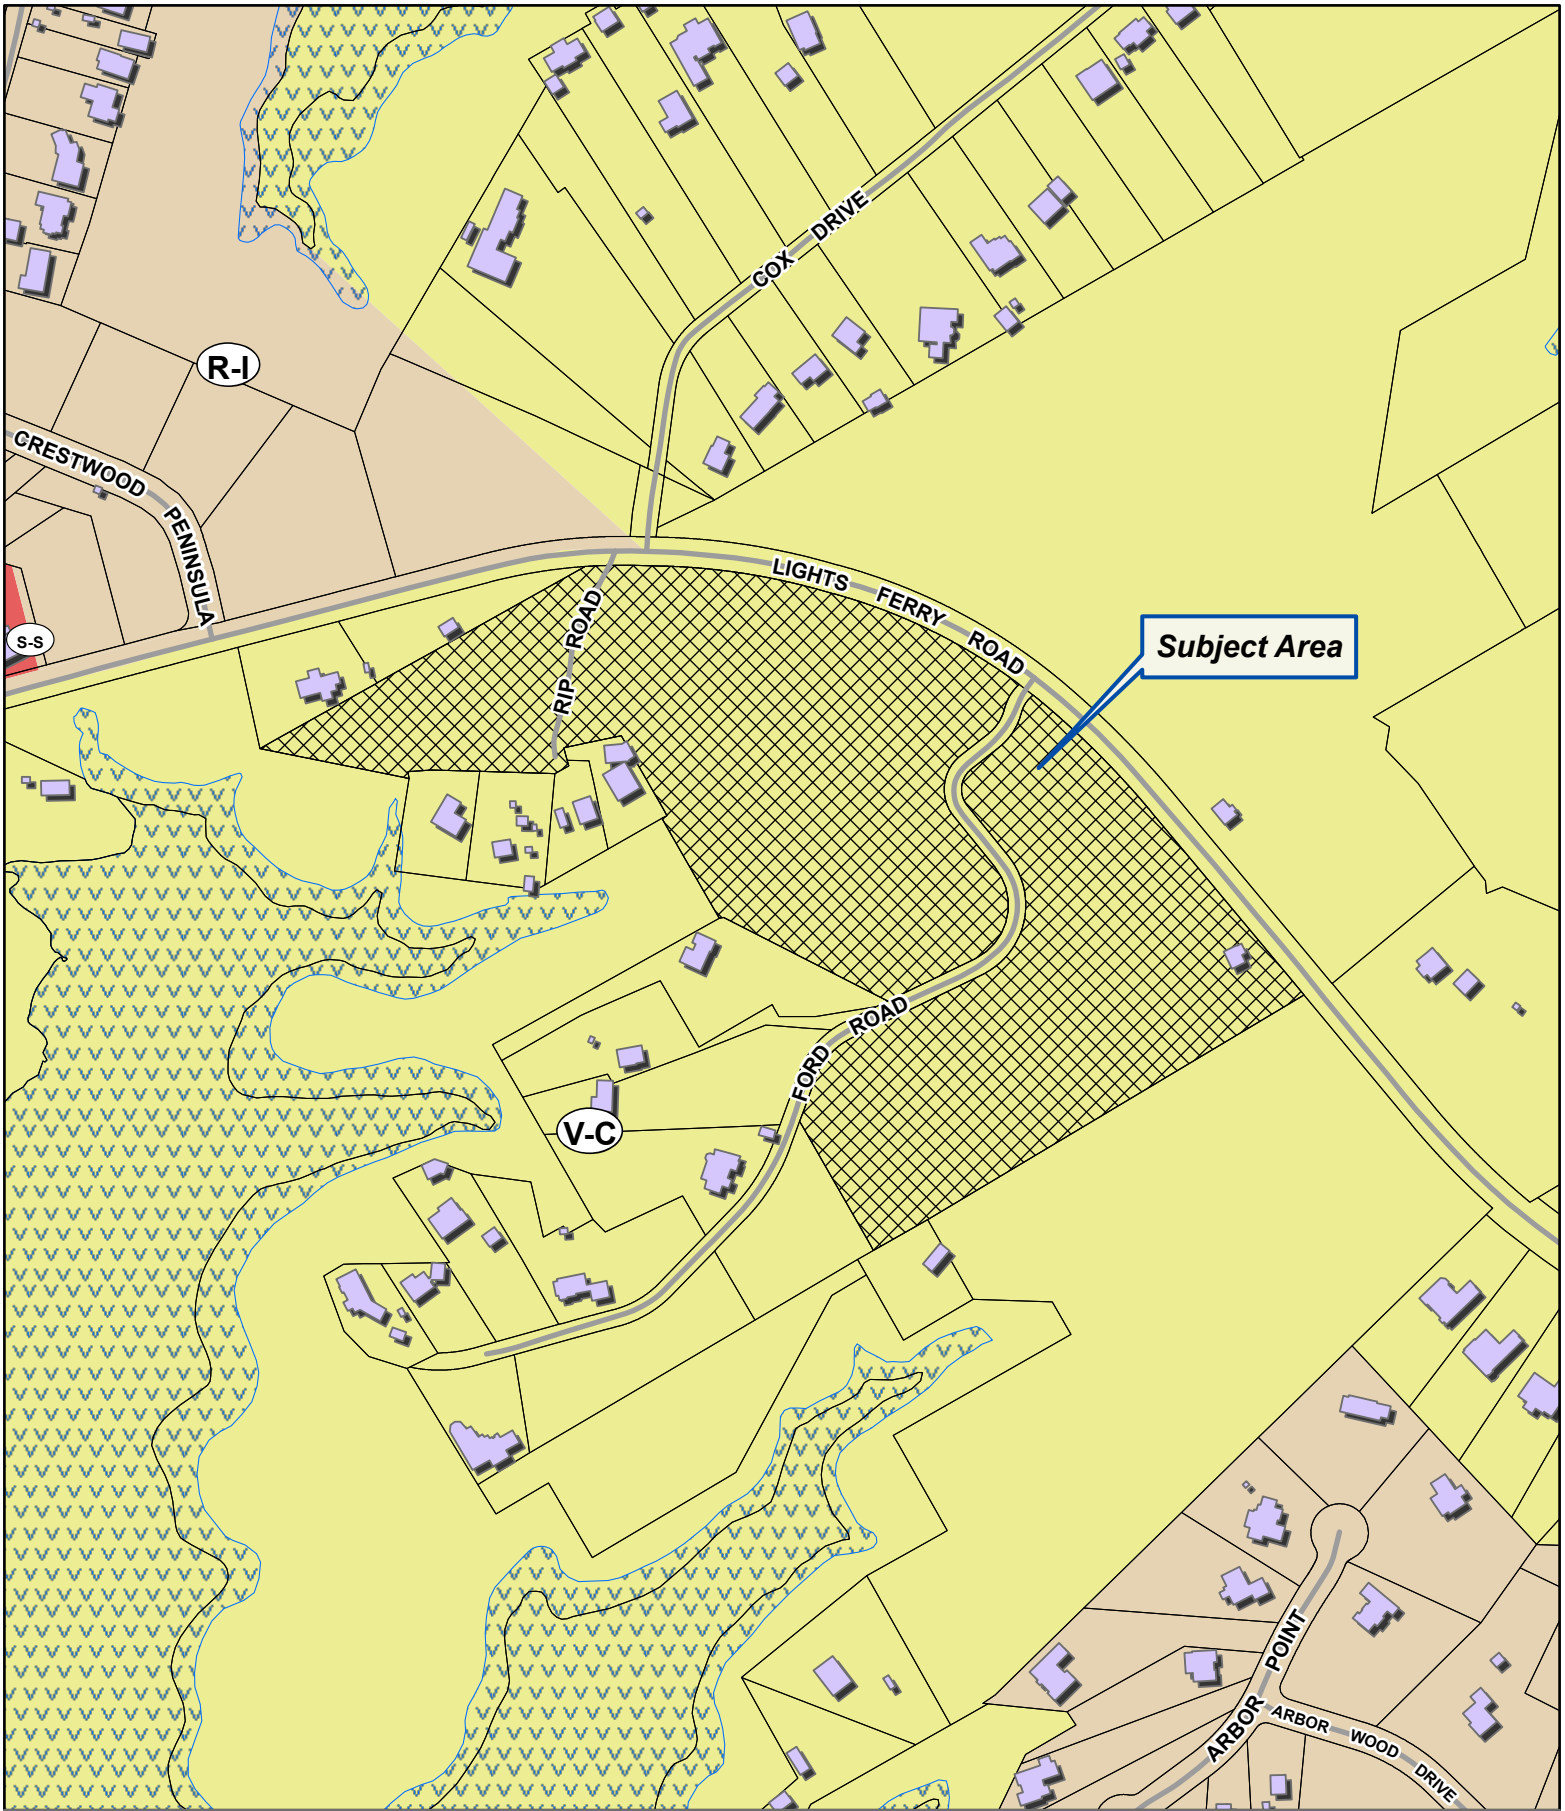 COX DRIVE
R-I
CRESTWOOD
PENINSULA
LIGHTS FERRY ROAD
RIP ROAD
S-S
Subject Area
FORD ROAD
V-C
ARBOR POINT
ARBOR WOOD DRIVE